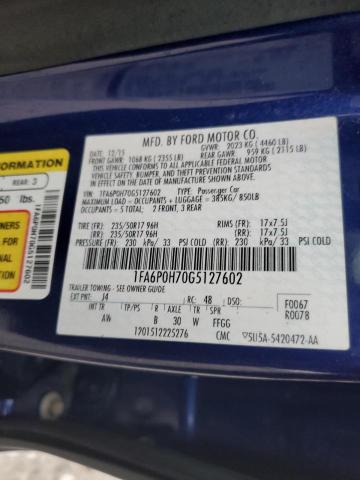 MFD. BY FORD MOTOR CO.
DATE: 12/15
GVWR: 2023 KG ( 4460 LB)
FRONT GAWR: 1068 KG ( 2355 LB)
REAR GAWR: 959 KG ( 2115 LB)
THIS VEHICLE CONFORMS TO ALL APPLICABLE FEDERAL MOTOR
VEHICLE SAFETY, BUMPER, AND THEFT PREVENTION STANDARDS IN
EFFECT ON THE DATE OF MANUFACTURE SHOWN ABOVE.
VIN: 1FA6P0H70G5127602 TYPE: Passenger Car
MAXIMUM LOAD = OCCUPANTS + LUGGAGE = 385KG/ 850LB
OCCUPANTS = 5 TOTAL: 2 FRONT, 3 REAR
TIRE (FR): 235/50R17 96H RIMS (FR): 17x7.5J
(RR): 235/50R17 96H (RR): 17x7.5J
PRESSURE (FR): 230 kPa/ 33 PSI COLD (RR): 230 kPa/ 33 PSI COLD
1FA6P0H70G5127602
TRAILER TOWING - SEE OWNER GUIDE
EXT PNT: J4 RC: 48 DSO:
F0067
R0078
WB INT TR TP/PS R AXLE TR SPR
AW B 30 W FFGG
1201512225276 CMC
5U5A-5420472-AA
FORMATION
REAR 3
50 lbs.
OWNERS
1FA6P0H70G5127602